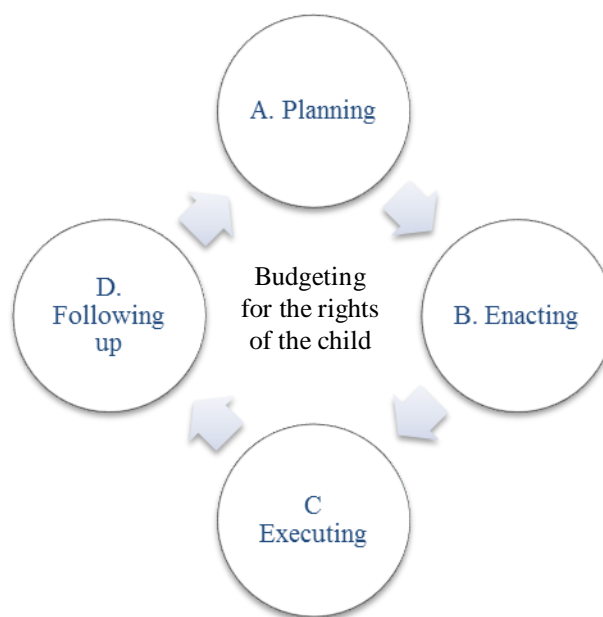 A. Planning
B. Enacting
C
Executing
D.
Following
up
Budgeting
for the rights
of the child